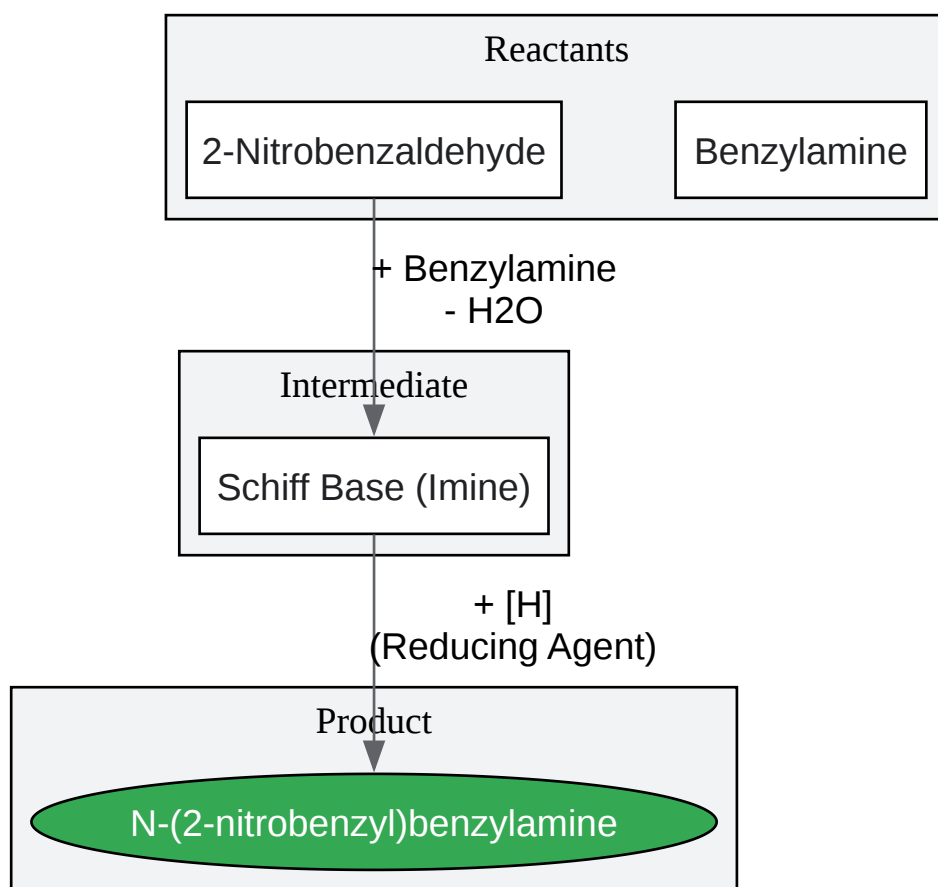 Reactants
2-Nitrobenzaldehyde
Benzylamine
+ Benzylamine
- H2O
Intermediate
Schiff Base (Imine)
+ [H]
(Reducing Agent)
Product
N-(2-nitrobenzyl)benzylamine